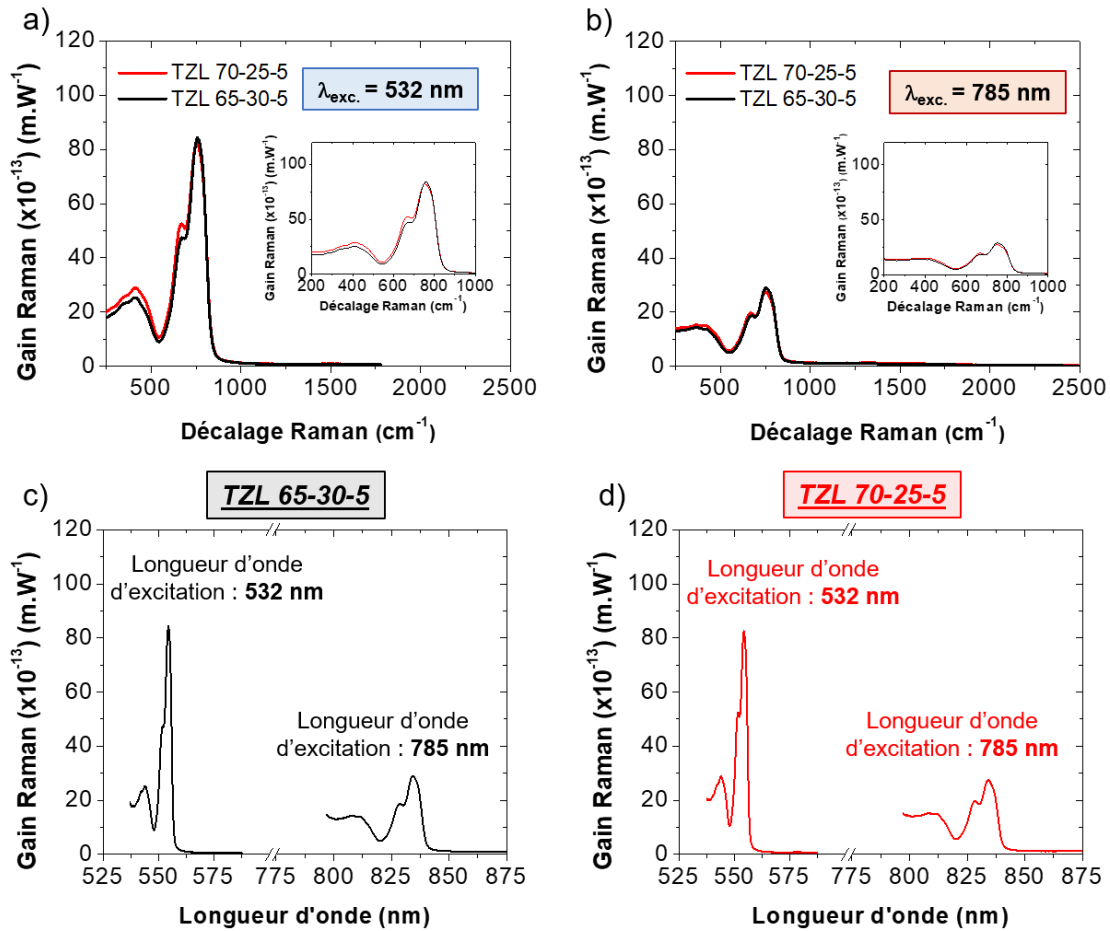 a)
120
100
80
60
40
20
0
Gain Raman (x10⁻¹³) (m.W⁻¹)
TZL 70-25-5
TZL 65-30-5
λexc. = 532 nm
100
50
0
Gain Raman (x10⁻¹³) (m.W⁻¹)
200 400 600 800 1000
Décalage Raman (cm⁻¹)
500 1000 1500 2000 2500
Décalage Raman (cm⁻¹)
b)
120
100
80
60
40
20
0
Gain Raman (x10⁻¹³) (m.W⁻¹)
TZL 70-25-5
TZL 65-30-5
λexc. = 785 nm
100
50
0
Gain Raman (x10⁻¹³) (m.W⁻¹)
200 400 600 800 1000
Décalage Raman (cm⁻¹)
500 1000 1500 2000 2500
Décalage Raman (cm⁻¹)
c)
TZL 65-30-5
120
100
80
60
40
20
0
Gain Raman (x10⁻¹³) (m.W⁻¹)
Longueur d'onde
d'excitation : 532 nm
Longueur d'onde
d'excitation : 785 nm
525 550 575 775 800 825 850 875
Longueur d'onde (nm)
d)
TZL 70-25-5
120
100
80
60
40
20
0
Gain Raman (x10⁻¹³) (m.W⁻¹)
Longueur d'onde
d'excitation : 532 nm
Longueur d'onde
d'excitation : 785 nm
525 550 575 775 800 825 850 875
Longueur d'onde (nm)